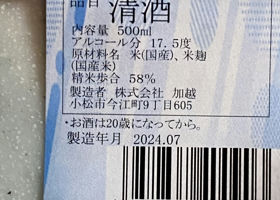 品目 清酒
内容量 500ml
アルコール分 17.5度
原材料名 米(国産)、米麹
(国産米)
精米歩合 58%
製造者 株式会社 加越
小松市今江町9丁目605
・お酒は20歳になってから。
製造年月 2024.07